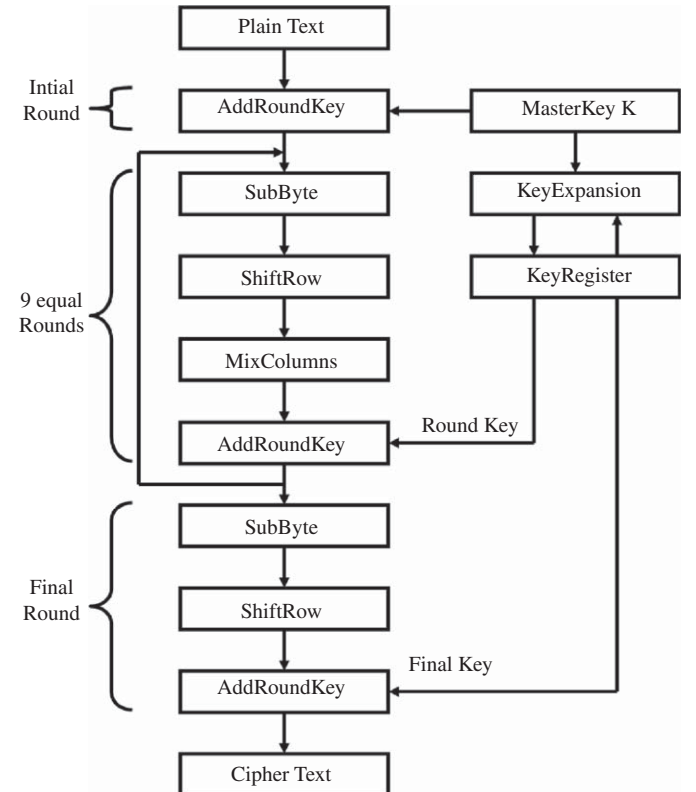 Plain Text
Intial
Round
AddRoundKey
MasterKey K
SubByte
KeyExpansion
ShiftRow
KeyRegister
9 equal
Rounds
MixColumns
Round Key
AddRoundKey
SubByte
Final
Round
ShiftRow
Final Key
AddRoundKey
Cipher Text